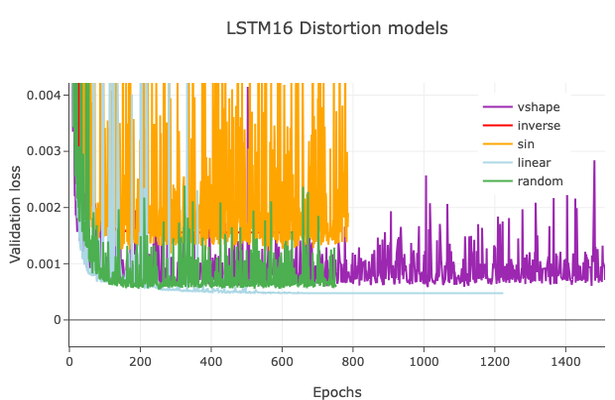 LSTM16 Distortion models
0.004
0.003
0.002
0.001
0
Validation loss
vshape
inverse
sin
linear
random
0 200 400 600 800 1000 1200 1400
Epochs